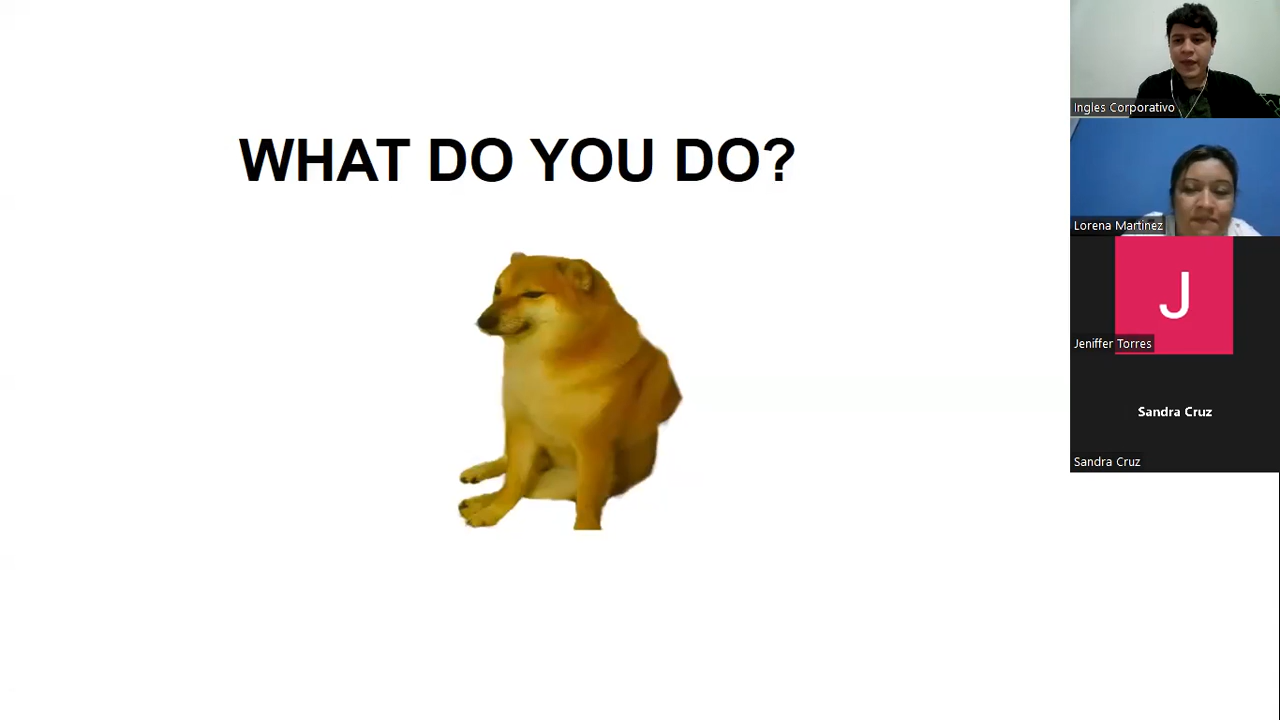 WHAT DO YOU DO?
Ingles Corporativo
Lorena Martinez
J
Jeniffer Torres
Sandra Cruz
Sandra Cruz